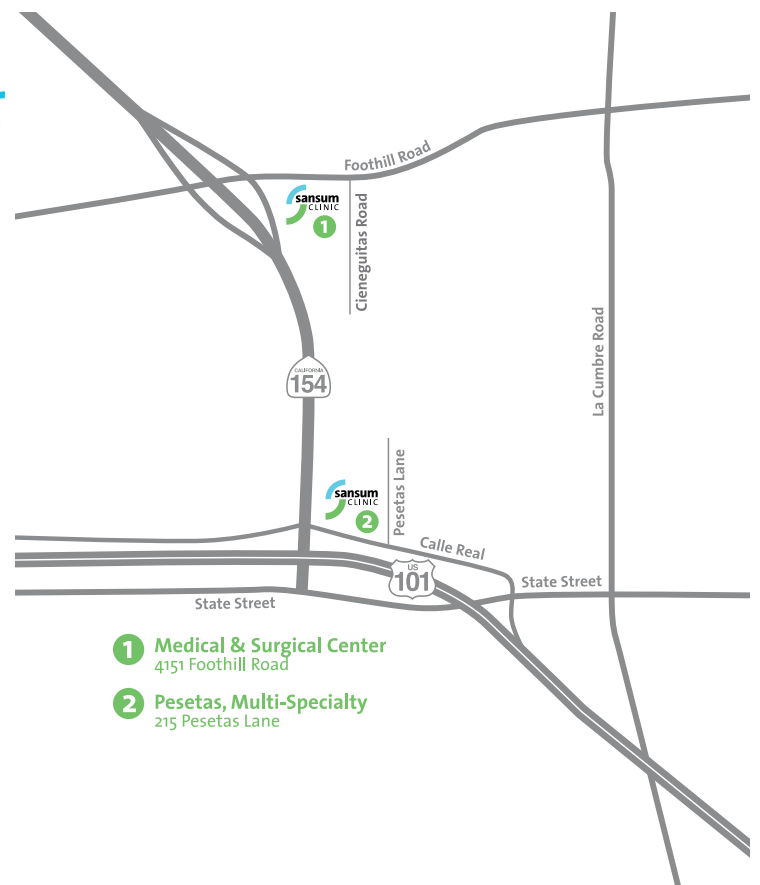 Foothill Road
sansum
CLINIC
1
Cieneguitas Road
La Cumbre Road
CALIFORNIA
154
Pesetas Lane
sansum
CLINIC
2
Calle Real
US
101
State Street
State Street
1 Medical & Surgical Center
4151 Foothill Road
2 Pesetas, Multi-Specialty
215 Pesetas Lane